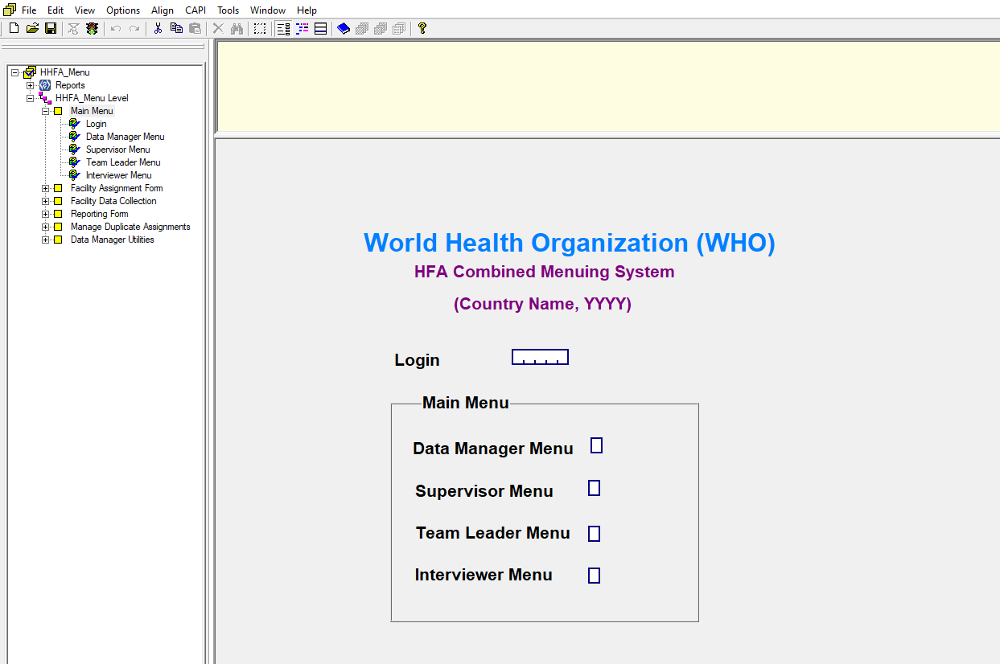 File Edit View Options Align CAPI Tools Window Help
HHFA_Menu
Reports
HHFA_Menu Level
Main Menu
Login
Data Manager Menu
Supervisor Menu
Team Leader Menu
Interviewer Menu
Facility Assignment Form
Facility Data Collection
Reporting Form
Manage Duplicate Assignments
Data Manager Utilities
World Health Organization (WHO)
HFA Combined Menuing System
(Country Name, YYYY)
Login
Main Menu
Data Manager Menu
Supervisor Menu
Team Leader Menu
Interviewer Menu